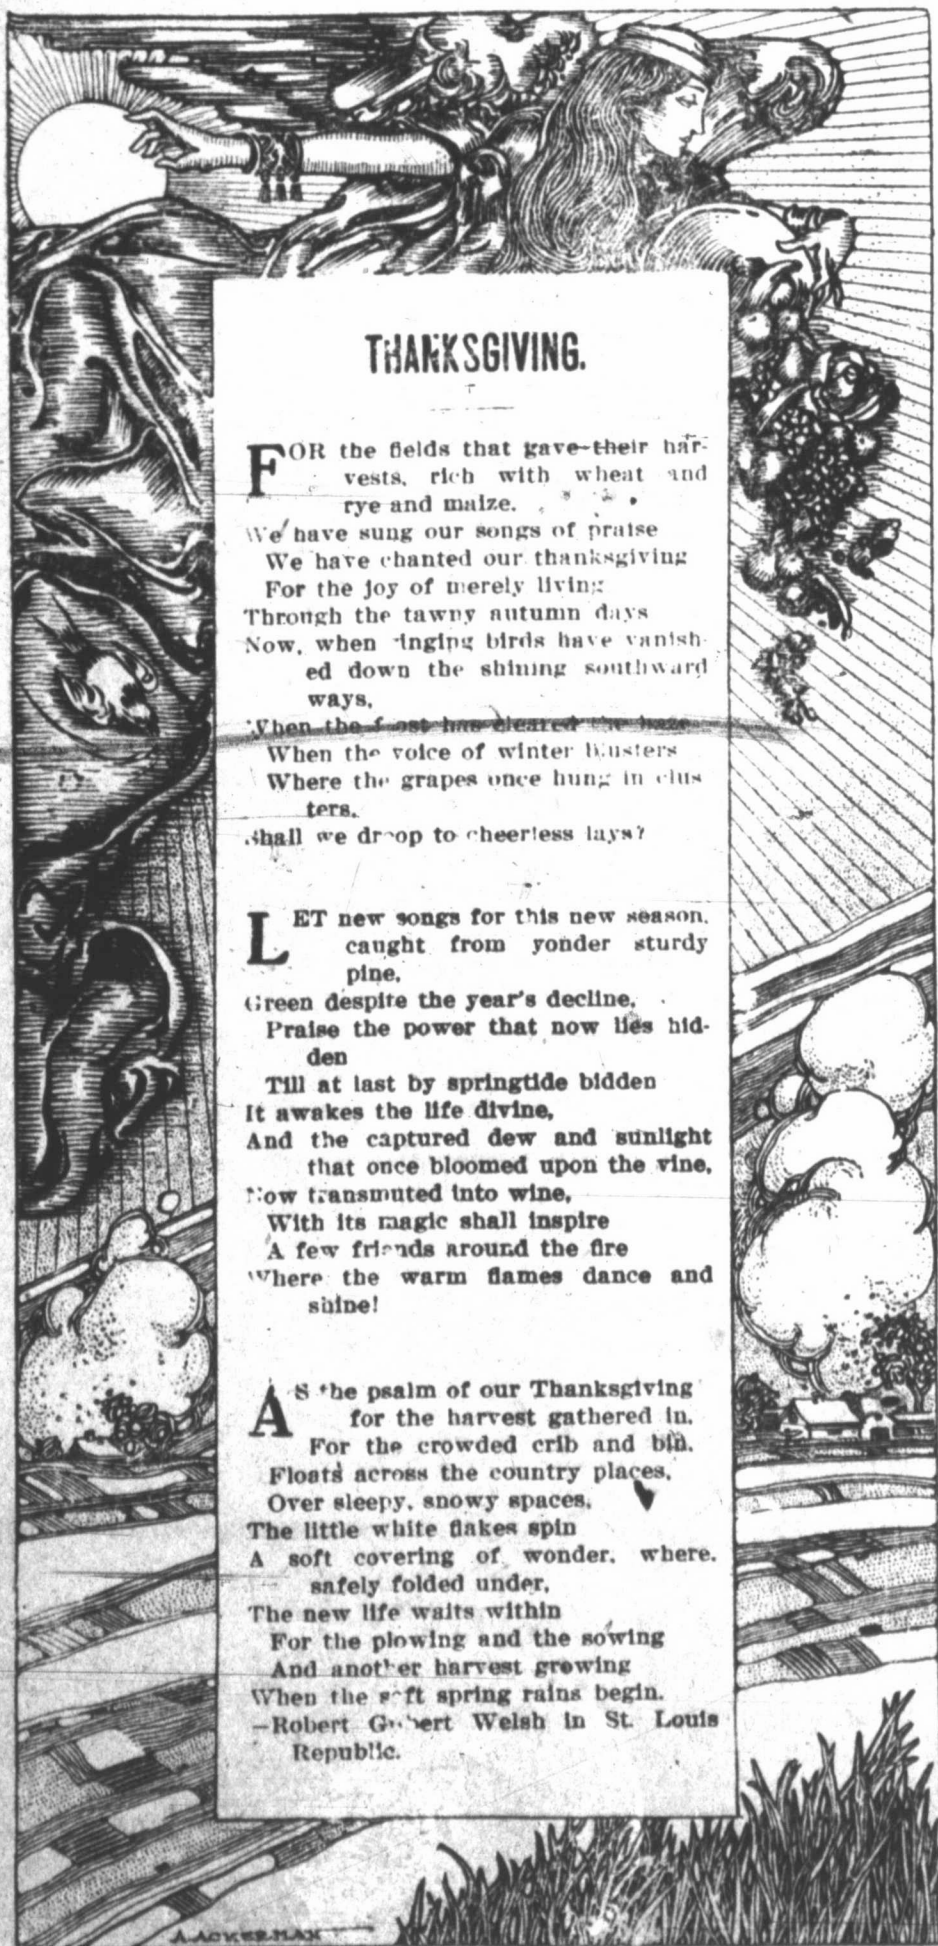 THANKSGIVING.
FOR the fields that gave their har-
vests, rich with wheat and
rye and maize.
We have sung our songs of praise
We have chanted our thanksgiving
For the joy of merely living
Through the tawny autumn days
Now, when singing birds have vanish-
ed down the shining southward
ways,
When the frost has cleared the haze
When the voice of winter blusters
Where the grapes once hung in clus
ters.
Shall we droop to cheerless lays?
LET new songs for this new season,
caught from yonder sturdy
pine,
Green despite the year's decline,
Praise the power that now lies hid-
den
Till at last by springtide bidden
It awakes the life divine,
And the captured dew and sunlight
that once bloomed upon the vine,
Now transmuted into wine,
With its magic shall inspire
A few friends around the fire
Where the warm flames dance and
shine!
AS the psalm of our Thanksgiving
for the harvest gathered in,
For the crowded crib and bin,
Floats across the country places,
Over sleepy, snowy spaces,
The little white flakes spin
A soft covering of wonder, where,
safely folded under,
The new life waits within
For the plowing and the sowing
And another harvest growing
When the soft spring rains begin.
—Robert Gilbert Welsh in St. Louis
Republic.
A. ACKERMAN